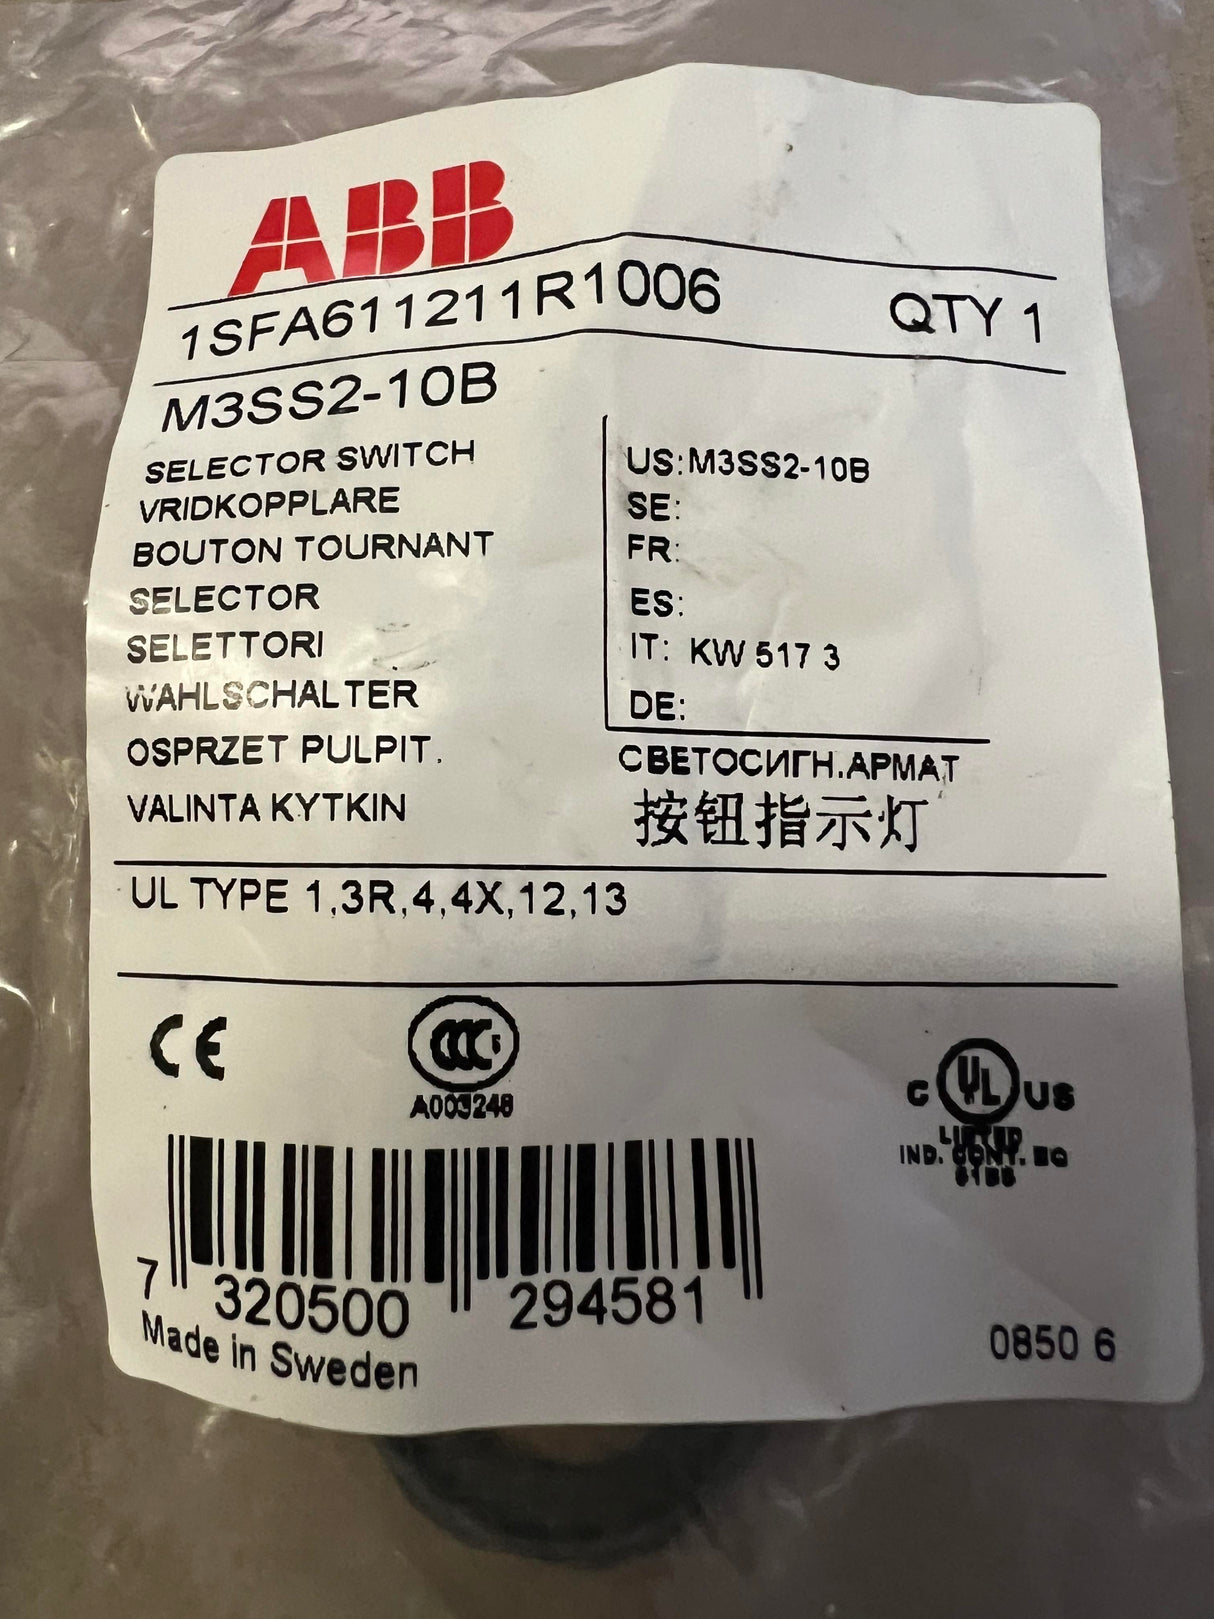 ABB
1SFA611211R1006 QTY 1
M3SS2-10B
SELECTOR SWITCH
VRIDKOPPLARE
BOUTON TOURNANT
SELECTOR
SELETTORI
WAHLSCHALTER
OSPRZET PULPIT.
VALINTA KYTKIN
US:M3SS2-10B
SE:
FR:
ES:
IT: KW 517 3
DE:
СВЕТОСИГН.АРМАТ
按钮指示灯
UL TYPE 1,3R,4,4X,12,13
CE
CCC
A003248
C UL US
LISTED
IND. CONT. EQ
7 320500 294581
Made in Sweden
0850 6